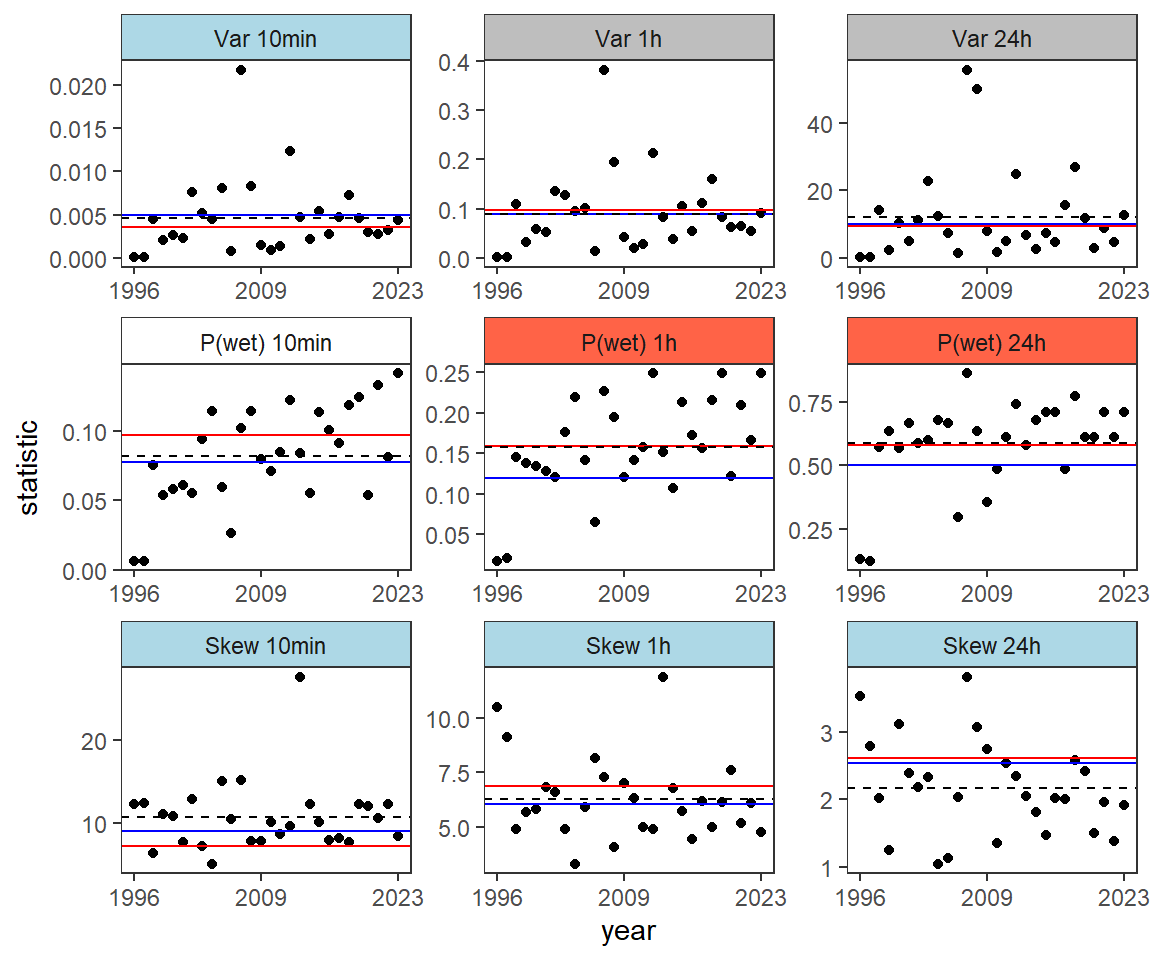 Var 10min
Var 1h
Var 24h
0.020
0.015
0.010
0.005
0.000
0.4
0.3
0.2
0.1
0.0
40
20
0
1996 2009 2023
1996 2009 2023
1996 2009 2023
P(wet) 10min
P(wet) 1h
P(wet) 24h
0.10
0.05
0.00
0.25
0.20
0.15
0.10
0.05
0.75
0.50
0.25
1996 2009 2023
1996 2009 2023
1996 2009 2023
Skew 10min
Skew 1h
Skew 24h
20
10
10.0
7.5
5.0
3
2
1
1996 2009 2023
1996 2009 2023
1996 2009 2023
statistic
year